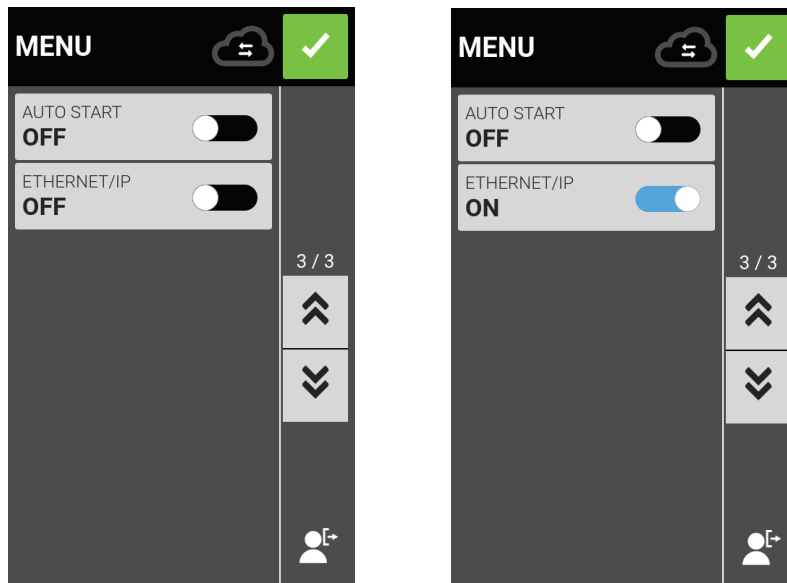 MENU
AUTO START
OFF
ETHERNET/IP
OFF
3 / 3
MENU
AUTO START
OFF
ETHERNET/IP
ON
3 / 3